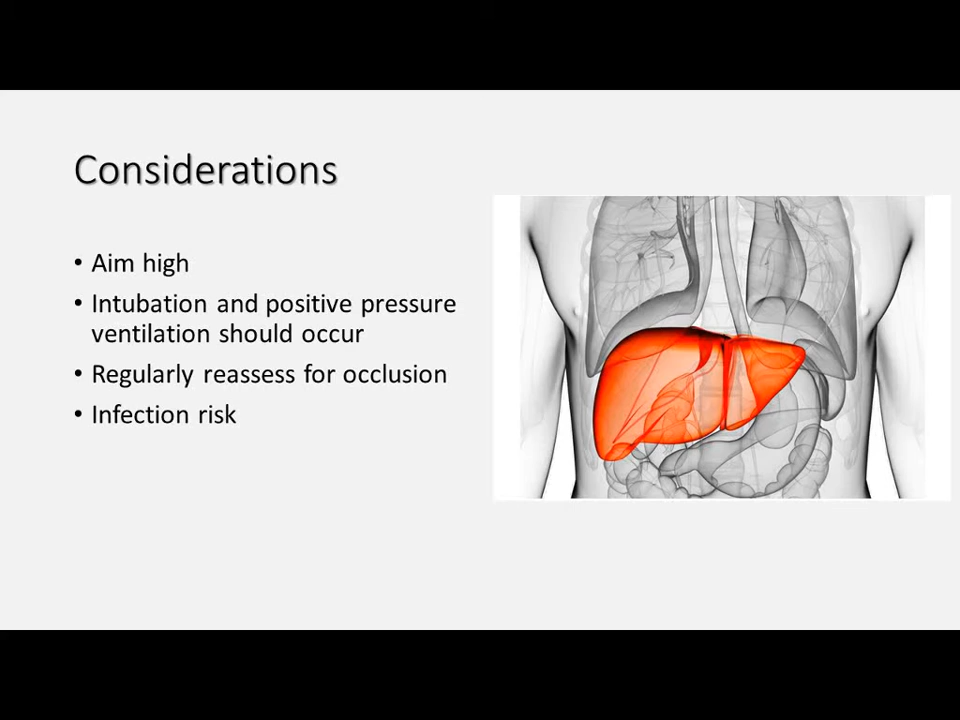 Considerations
• Aim high
• Intubation and positive pressure
ventilation should occur
• Regularly reassess for occlusion
• Infection risk